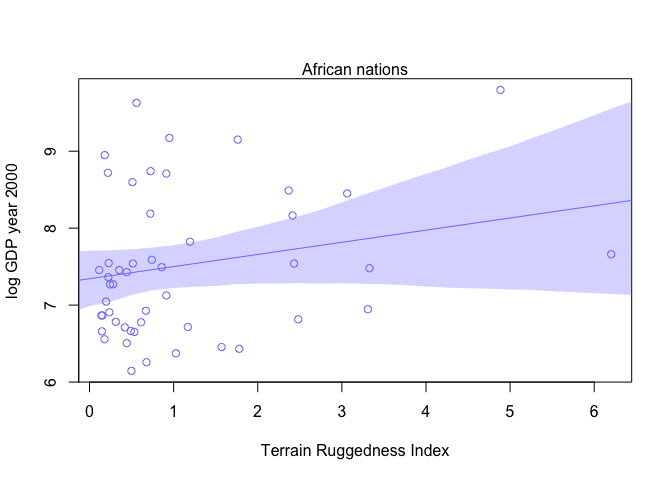 African nations
log GDP year 2000
9
8
7
6
0 1 2 3 4 5 6
Terrain Ruggedness Index